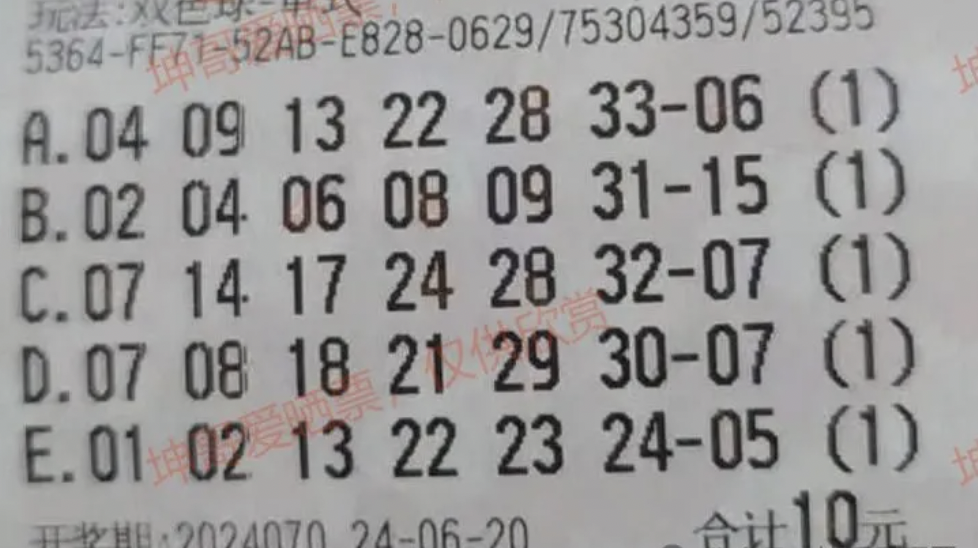 玩法:双色球-单式
5364-FF71-52AB-E828-0629/75304359/52395
A.04 09 13 22 28 33-06 (1)
B.02 04 06 08 09 31-15 (1)
C.07 14 17 24 28 32-07 (1)
D.07 08 18 21 29 30-07 (1)
E.01 02 13 22 23 24-05 (1)
开奖期:2024070 24-06-20 合计10元
坤哥爱晒票,仅供欣赏